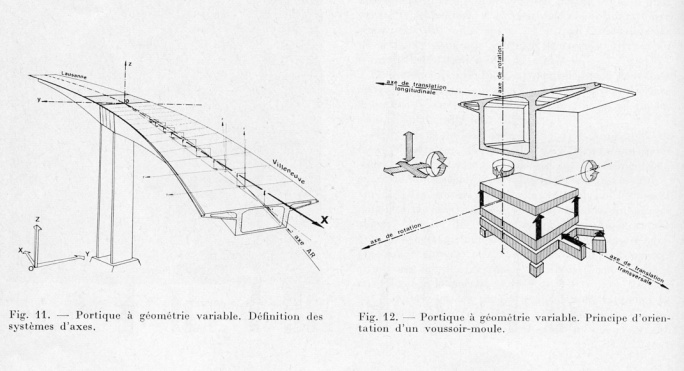 z
Lausanne
Y
O
Villeneuve
X
axe AR
Z
X
Y
O
axe de rotation
axe de translation
longitudinale
axe de rotation
axe de translation
transversale
Fig. 11. — Portique à géométrie variable. Définition des
systèmes d'axes.
Fig. 12. — Portique à géométrie variable. Principe d'orien-
tation d'un voussoir-moule.